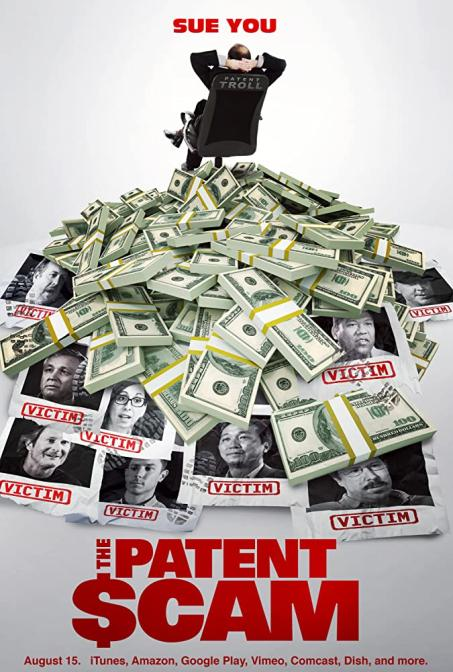 SUE YOU
PATENT
TROLL
VICTIM
VICTIM
VICTIM
VICTIM
VICTIM
VICTIM
VICTIM
VICTIM
100
THE PATENT
$CAM
August 15. iTunes, Amazon, Google Play, Vimeo, Comcast, Dish, and more.